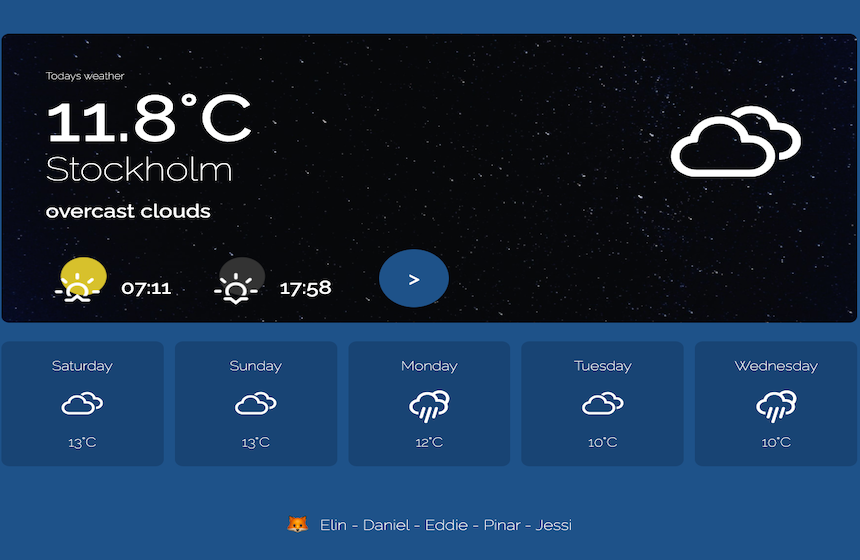 Todays weather
11.8°C
Stockholm
overcast clouds
07:11 17:58 >
Saturday Sunday Monday Tuesday Wednesday
13°C 13°C 12°C 10°C 10°C
Elin - Daniel - Eddie - Pinar - Jessi